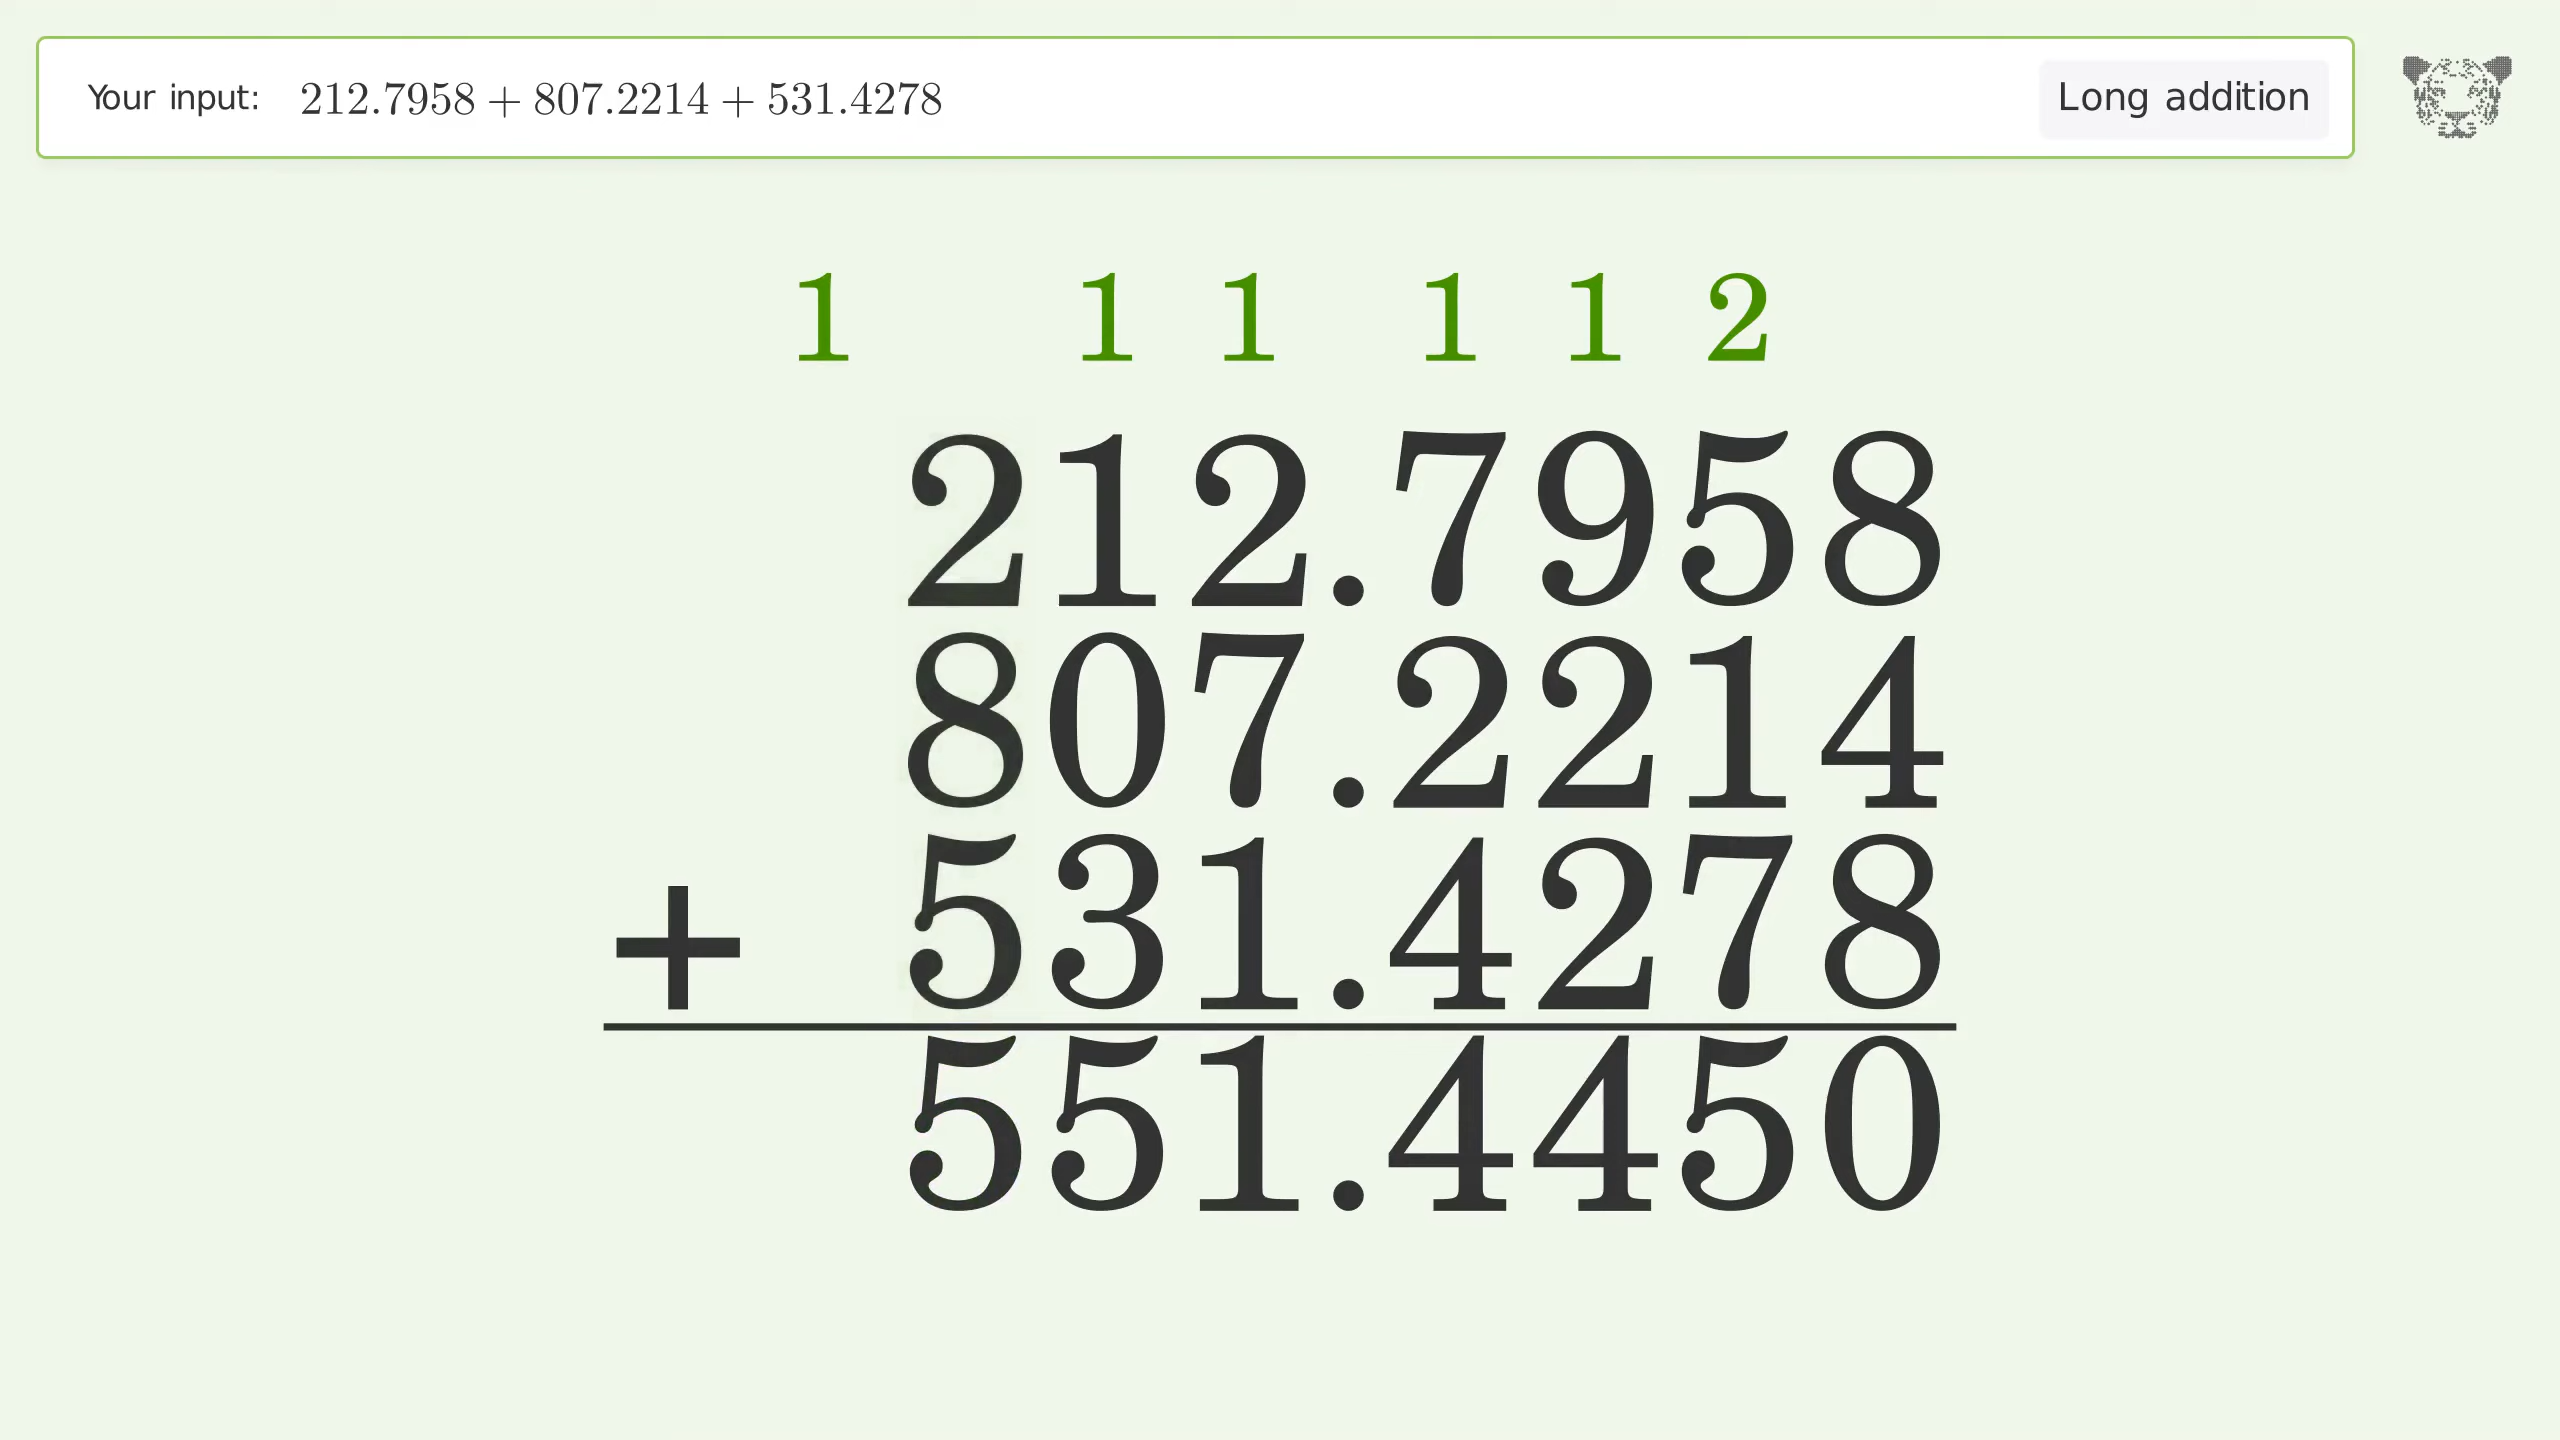 Your input: 212.7958 + 807.2214 + 531.4278 Long addition
1 1 1 1 1 2
212.7958
807.2214
+ 531.4278
551.4450